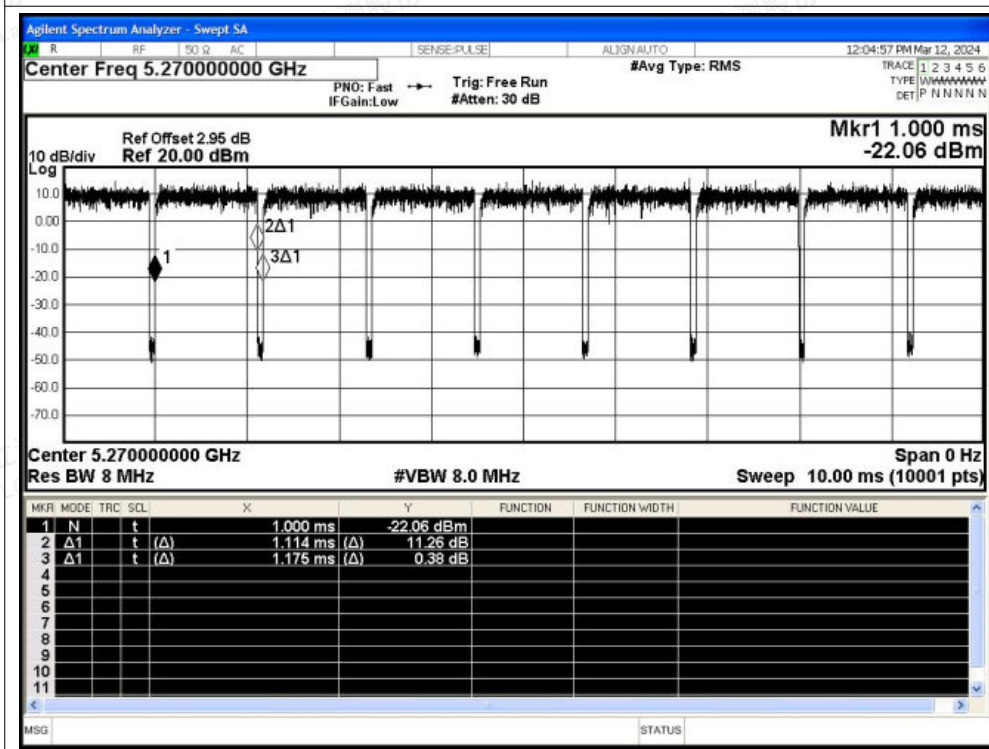 Agilent Spectrum Analyzer - Swept SA
LXI R RF 50 Ω AC SENSE:PULSE ALIGNAUTO 12:04:57 PM Mar 12, 2024
Center Freq 5.270000000 GHz #Avg Type: RMS TRACE 1 2 3 4 5 6
PNO: Fast Trig: Free Run TYPE WWWWWW
IFGain:Low #Atten: 30 dB DET P N N N N N
Mkr1 1.000 ms
Ref Offset 2.95 dB
10 dB/div Ref 20.00 dBm -22.06 dBm
Log
10.0
0.00
2Δ1
-10.0
1 3Δ1
-20.0
-30.0
-40.0
-50.0
-60.0
-70.0
Center 5.270000000 GHz Span 0 Hz
Res BW 8 MHz #VBW 8.0 MHz Sweep 10.00 ms (10001 pts)
MKR MODE TRC SCL X Y FUNCTION FUNCTION WIDTH FUNCTION VALUE
1 N t 1.000 ms -22.06 dBm
2 Δ1 t (Δ) 1.114 ms (Δ) 11.26 dB
3 Δ1 t (Δ) 1.175 ms (Δ) 0.38 dB
4
5
6
7
8
9
10
11
MSG STATUS